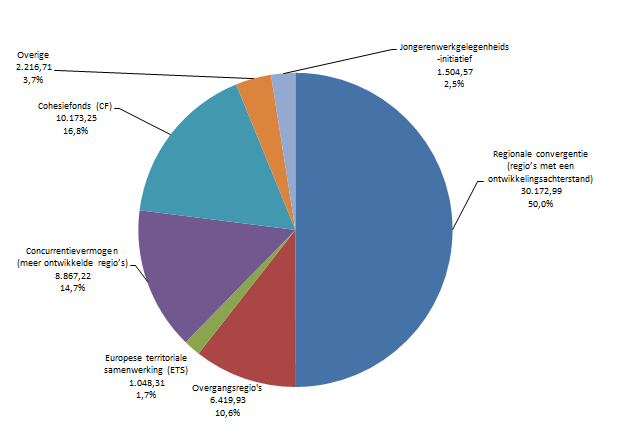 Jongerenwerkgelegenheids
-initiatief
1.504,57
2,5%
Regionale convergentie
(regio's met een
ontwikkelingsachterstand)
30.172,99
50,0%
Overgangsregio's
6.419,93
10,6%
Europese territoriale
samenwerking (ETS)
1.048,31
1,7%
Concurrentievermogen
(meer ontwikkelde regio's)
8.867,22
14,7%
Cohesiefonds (CF)
10.173,25
16,8%
Overige
2.216,71
3,7%